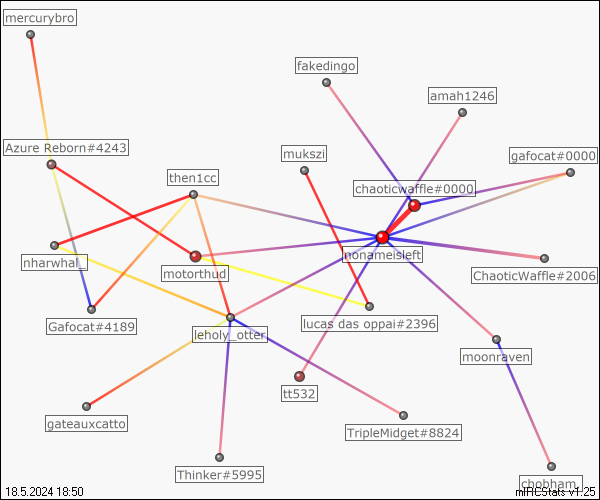 mercurybro
fakedingo
amah1246
Azure Reborn#4243
mukszi
gafocat#0000
then1cc
chaoticwaffle#0000
nharwhal_
nonameisleft
motorthud
ChaoticWaffle#2006
Gafocat#4189
leholy_otter
lucas das oppai#2396
moonraven
tt532
gateauxcatto
TripleMidget#8824
Thinker#5995
chobham_
18.5.2024 18:50
mIRCStats v1.25